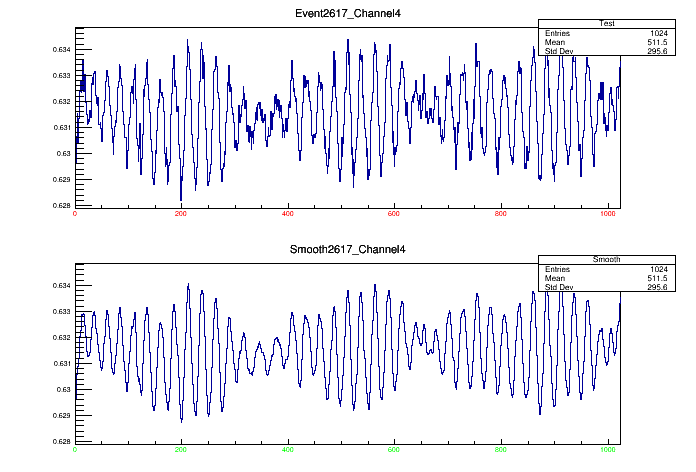 Event2617_Channel4
Test
Entries 1024
Mean 511.5
Std Dev 295.6
0.634
0.633
0.632
0.631
0.63
0.629
0.628
0 200 400 600 800 1000
Smooth2617_Channel4
Smooth
Entries 1024
Mean 511.5
Std Dev 295.6
0.634
0.633
0.632
0.631
0.63
0.629
0.628
0 200 400 600 800 1000